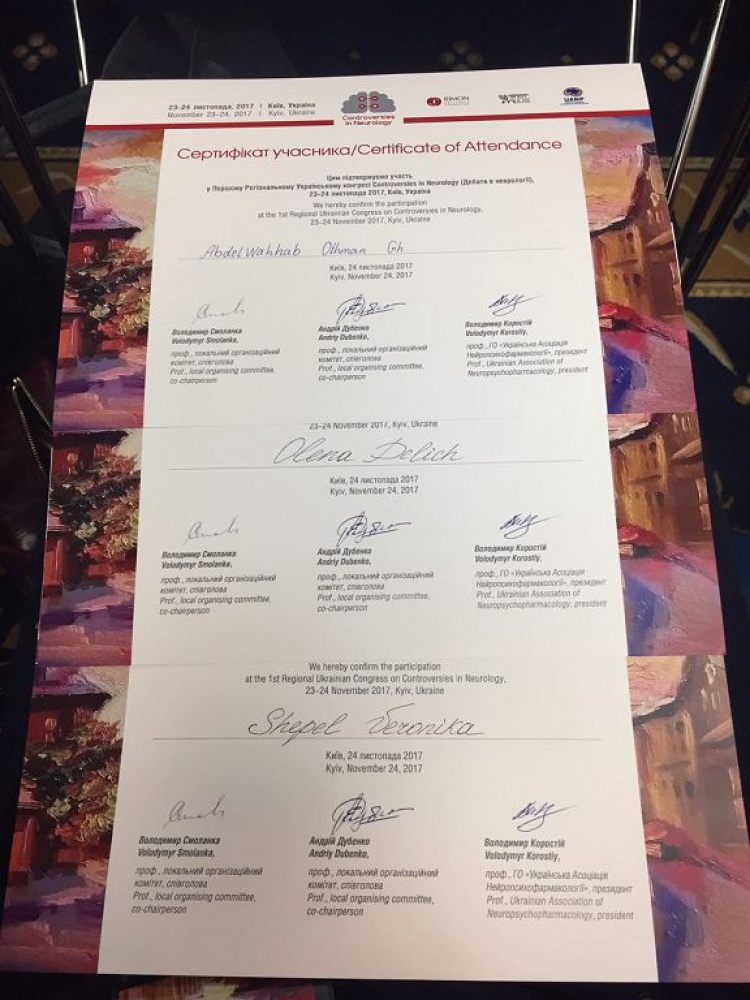 23-24 листопада, 2017 | Київ, Україна
November 23-24, 2017 | Kyiv, Ukraine
Controversies
in Neurology
RIMON
UANP
Сертифікат учасника/Certificate of Attendance
Цим підтверджуємо участь
у Першому Регіональному Українському конгресі Controversies in Neurology (Дебати в неврології),
23-24 листопада 2017, Київ, Україна
We hereby confirm the participation
at the 1st Regional Ukrainian Congress on Controversies in Neurology,
23-24 November 2017, Kyiv, Ukraine
AbdelWahhab Othman Gh
Київ, 24 листопада 2017
Kyiv, November 24, 2017
Володимир Смоланка
Volodymyr Smolanka,
проф., локальний організаційний
комітет, співголова
Prof., local organising committee,
co-chairperson
Андрій Дубенко
Andriy Dubenko,
проф., локальний організаційний
комітет, співголова
Prof., local organising committee,
co-chairperson
Володимир Коростій
Volodymyr Korostiy,
проф., ГО «Українська Асоціація
Нейропсихофармакології», президент
Prof., Ukrainian Association of
Neuropsychopharmacology, president
23-24 November 2017, Kyiv, Ukraine
Olena Delich
Київ, 24 листопада 2017
Kyiv, November 24, 2017
Володимир Смоланка
Volodymyr Smolanka,
проф., локальний організаційний
комітет, співголова
Prof., local organising committee,
co-chairperson
Андрій Дубенко
Andriy Dubenko,
проф., локальний організаційний
комітет, співголова
Prof., local organising committee,
co-chairperson
Володимир Коростій
Volodymyr Korostiy,
проф., ГО «Українська Асоціація
Нейропсихофармакології», президент
Prof., Ukrainian Association of
Neuropsychopharmacology, president
We hereby confirm the participation
at the 1st Regional Ukrainian Congress on Controversies in Neurology,
23-24 November 2017, Kyiv, Ukraine
Shepel Veronika
Київ, 24 листопада 2017
Kyiv, November 24, 2017
Володимир Смоланка
Volodymyr Smolanka,
проф., локальний організаційний
комітет, співголова
Prof., local organising committee,
co-chairperson
Андрій Дубенко
Andriy Dubenko,
проф., локальний організаційний
комітет, співголова
Prof., local organising committee,
co-chairperson
Володимир Коростій
Volodymyr Korostiy,
проф., ГО «Українська Асоціація
Нейропсихофармакології», президент
Prof., Ukrainian Association of
Neuropsychopharmacology, president